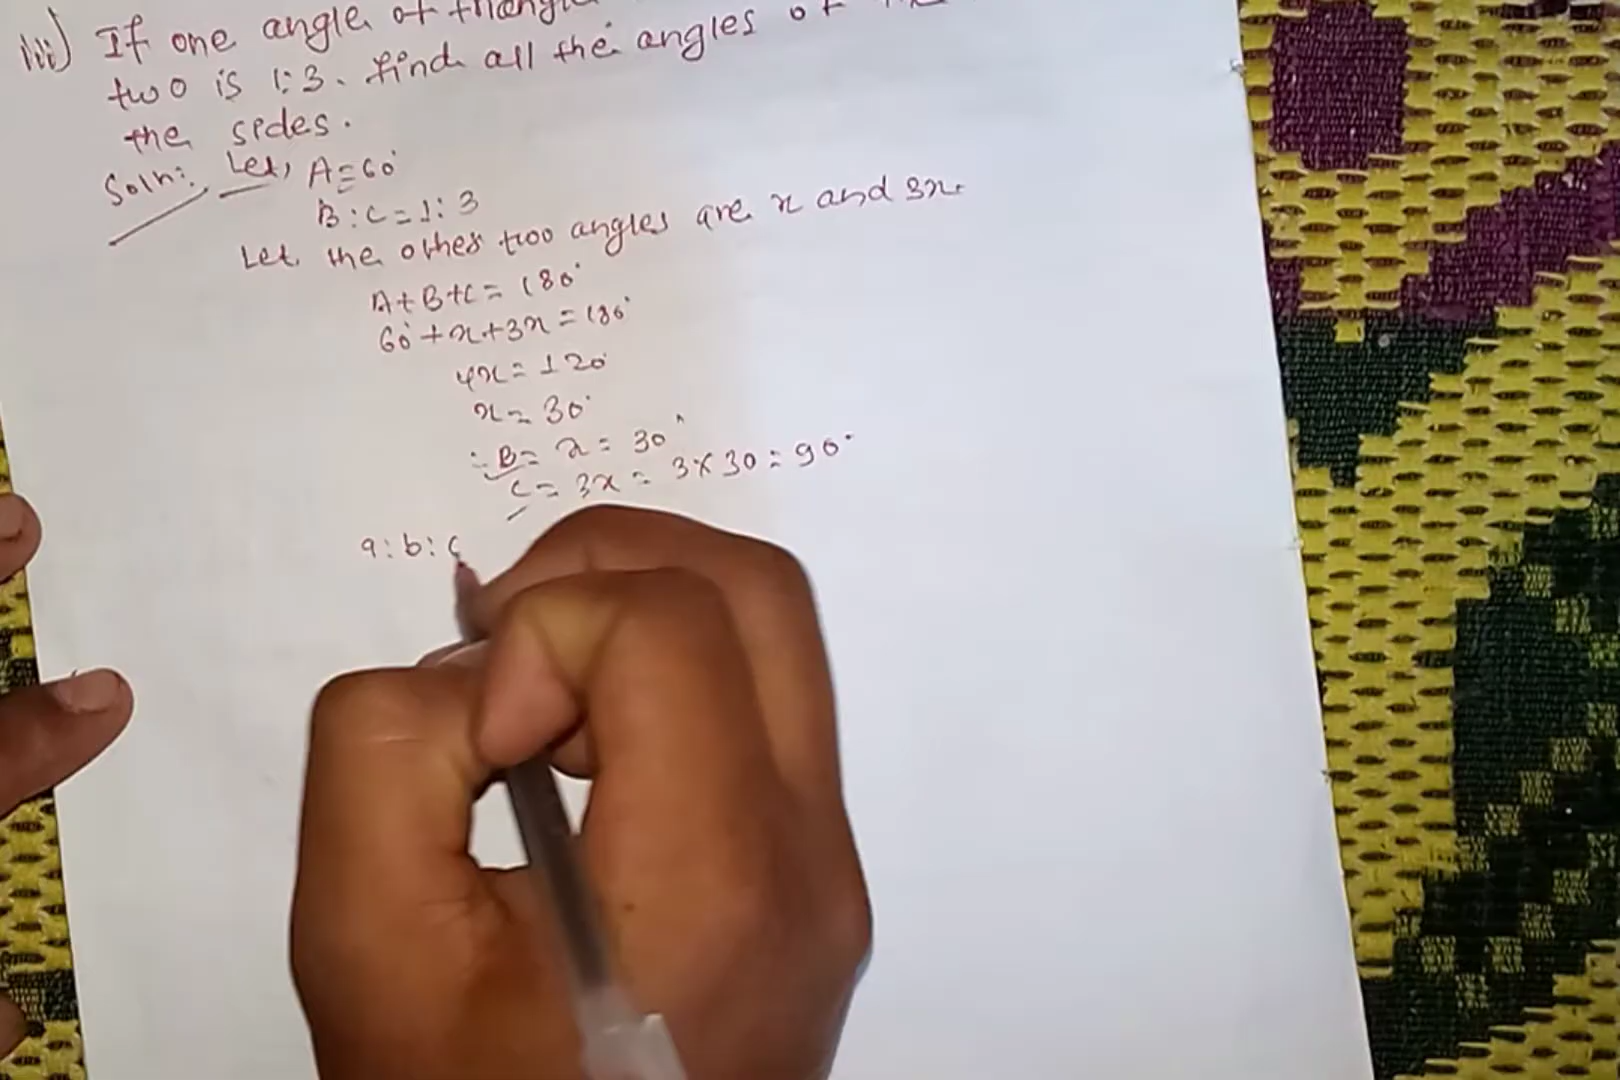 iii) If one angle of triangle
two is 1:3. find all the angles of
the sides.
Soln: Let, A=60°
B:C=1:3
Let the other two angles are x and 3x.
A+B+C=180°
60°+x+3x=180°
4x=120°
x=30°
∴ B= x = 30°
C= 3x = 3×30=90°
a:b:c